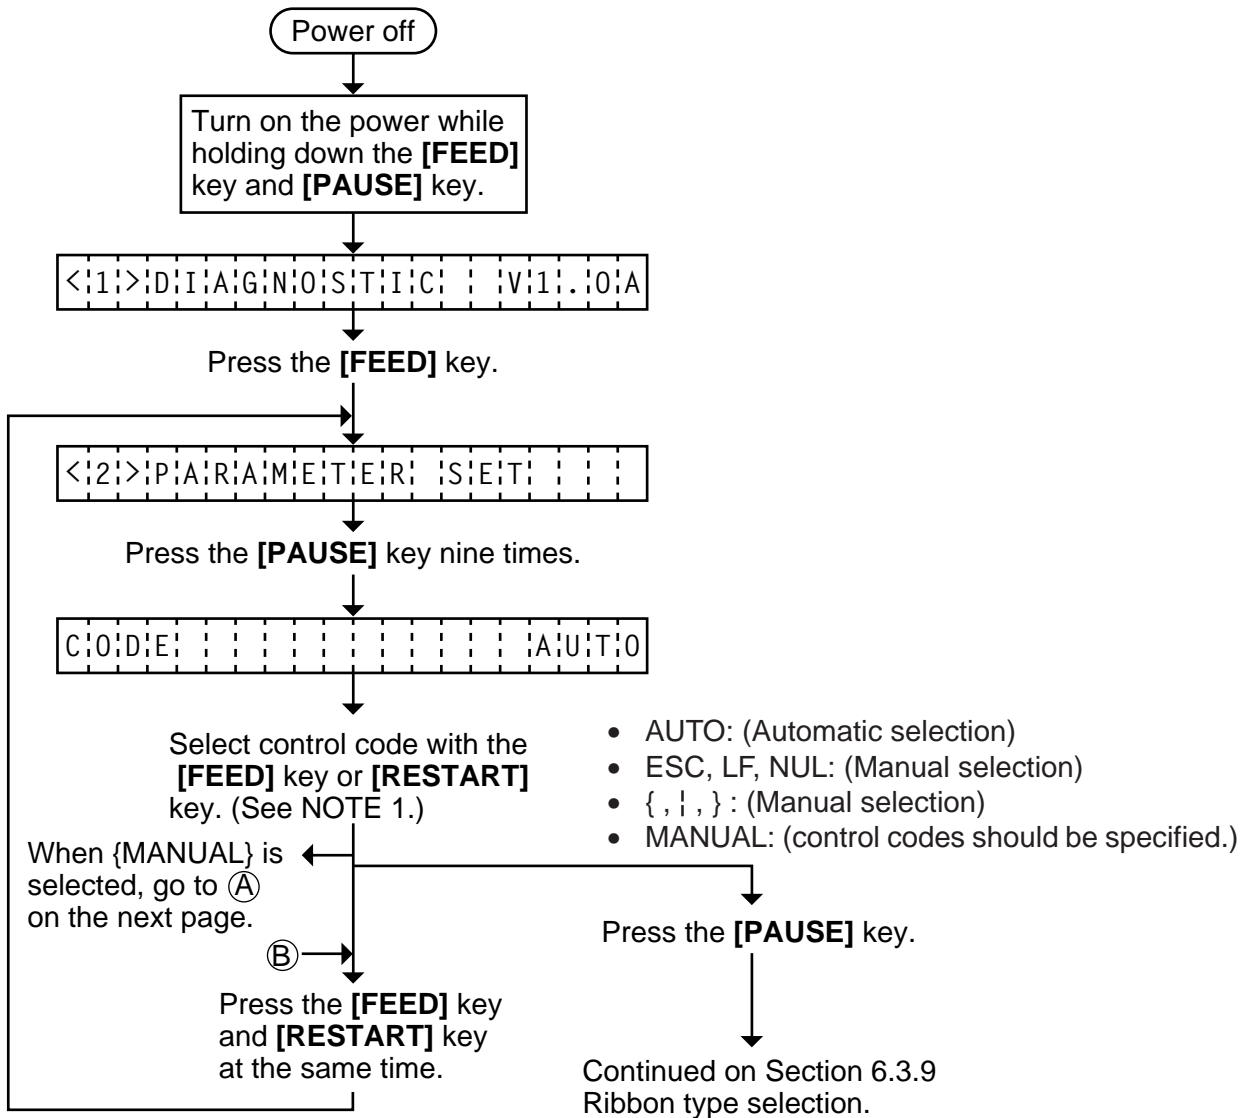 Power off
Turn on the power while
holding down the [FEED]
key and [PAUSE] key.
<1>DIAGNOSTIC  V1.0A
Press the [FEED] key.
<2>PARAMETER SET
Press the [PAUSE] key nine times.
CODE            AUTO
Select control code with the
[FEED] key or [RESTART]
key. (See NOTE 1.)
• AUTO: (Automatic selection)
• ESC, LF, NUL: (Manual selection)
• { , ¦ , } : (Manual selection)
• MANUAL: (control codes should be specified.)
When {MANUAL} is
selected, go to Ⓐ
on the next page.
Ⓑ
Press the [FEED] key
and [RESTART] key
at the same time.
Press the [PAUSE] key.
Continued on Section 6.3.9
Ribbon type selection.